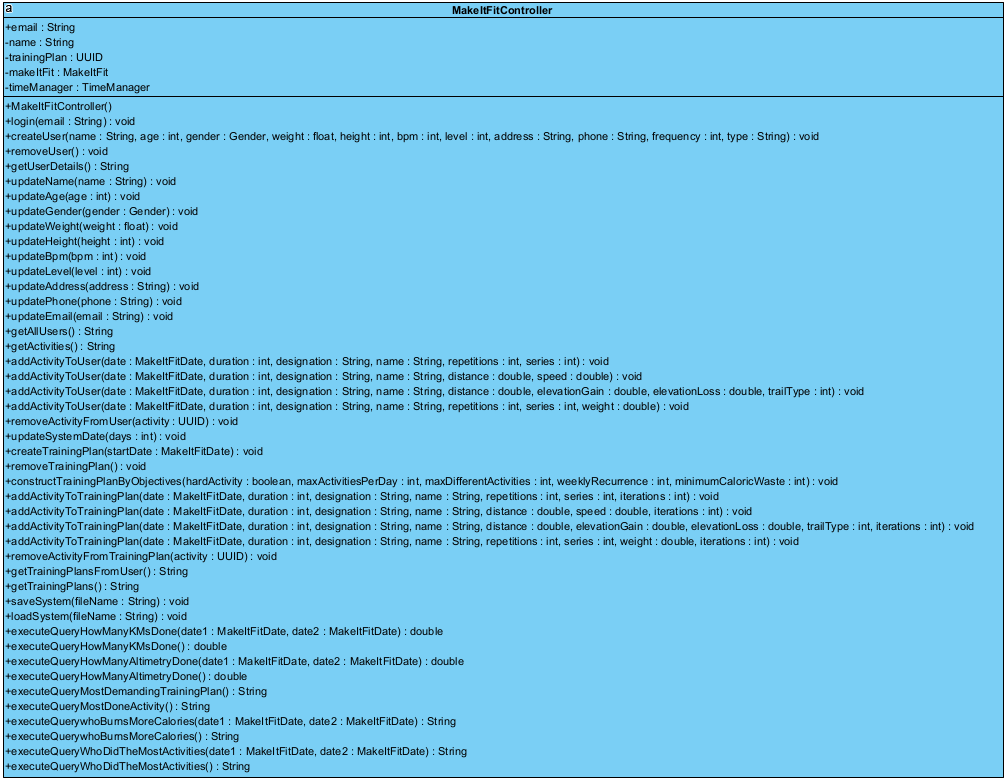 a
MakeItFitController
+email : String
-name : String
-trainingPlan : UUID
-makeItFit : MakeItFit
-timeManager : TimeManager
+MakeItFitController()
+login(email : String) : void
+createUser(name : String, age : int, gender : Gender, weight : float, height : int, bpm : int, level : int, address : String, phone : String, frequency : int, type : String) : void
+removeUser() : void
+getUserDetails() : String
+updateName(name : String) : void
+updateAge(age : int) : void
+updateGender(gender : Gender) : void
+updateWeight(weight : float) : void
+updateHeight(height : int) : void
+updateBpm(bpm : int) : void
+updateLevel(level : int) : void
+updateAddress(address : String) : void
+updatePhone(phone : String) : void
+updateEmail(email : String) : void
+getAllUsers() : String
+getActivities() : String
+addActivityToUser(date : MakeItFitDate, duration : int, designation : String, name : String, repetitions : int, series : int) : void
+addActivityToUser(date : MakeItFitDate, duration : int, designation : String, name : String, distance : double, speed : double) : void
+addActivityToUser(date : MakeItFitDate, duration : int, designation : String, name : String, distance : double, elevationGain : double, elevationLoss : double, trailType : int) : void
+addActivityToUser(date : MakeItFitDate, duration : int, designation : String, name : String, repetitions : int, series : int, weight : double) : void
+removeActivityFromUser(activity : UUID) : void
+updateSystemDate(days : int) : void
+createTrainingPlan(startDate : MakeItFitDate) : void
+removeTrainingPlan() : void
+constructTrainingPlanByObjectives(hardActivity : boolean, maxActivitiesPerDay : int, maxDifferentActivities : int, weeklyRecurrence : int, minimumCaloricWaste : int) : void
+addActivityToTrainingPlan(date : MakeItFitDate, duration : int, designation : String, name : String, repetitions : int, series : int, iterations : int) : void
+addActivityToTrainingPlan(date : MakeItFitDate, duration : int, designation : String, name : String, distance : double, speed : double, iterations : int) : void
+addActivityToTrainingPlan(date : MakeItFitDate, duration : int, designation : String, name : String, distance : double, elevationGain : double, elevationLoss : double, trailType : int, iterations : int) : void
+addActivityToTrainingPlan(date : MakeItFitDate, duration : int, designation : String, name : String, repetitions : int, series : int, weight : double, iterations : int) : void
+removeActivityFromTrainingPlan(activity : UUID) : void
+getTrainingPlansFromUser() : String
+getTrainingPlans() : String
+saveSystem(fileName : String) : void
+loadSystem(fileName : String) : void
+executeQueryHowManyKMsDone(date1 : MakeItFitDate, date2 : MakeItFitDate) : double
+executeQueryHowManyKMsDone() : double
+executeQueryHowManyAltimetryDone(date1 : MakeItFitDate, date2 : MakeItFitDate) : double
+executeQueryHowManyAltimetryDone() : double
+executeQueryMostDemandingTrainingPlan() : String
+executeQueryMostDoneActivity() : String
+executeQuerywhoBurnsMoreCalories(date1 : MakeItFitDate, date2 : MakeItFitDate) : String
+executeQuerywhoBurnsMoreCalories() : String
+executeQueryWhoDidTheMostActivities(date1 : MakeItFitDate, date2 : MakeItFitDate) : String
+executeQueryWhoDidTheMostActivities() : String